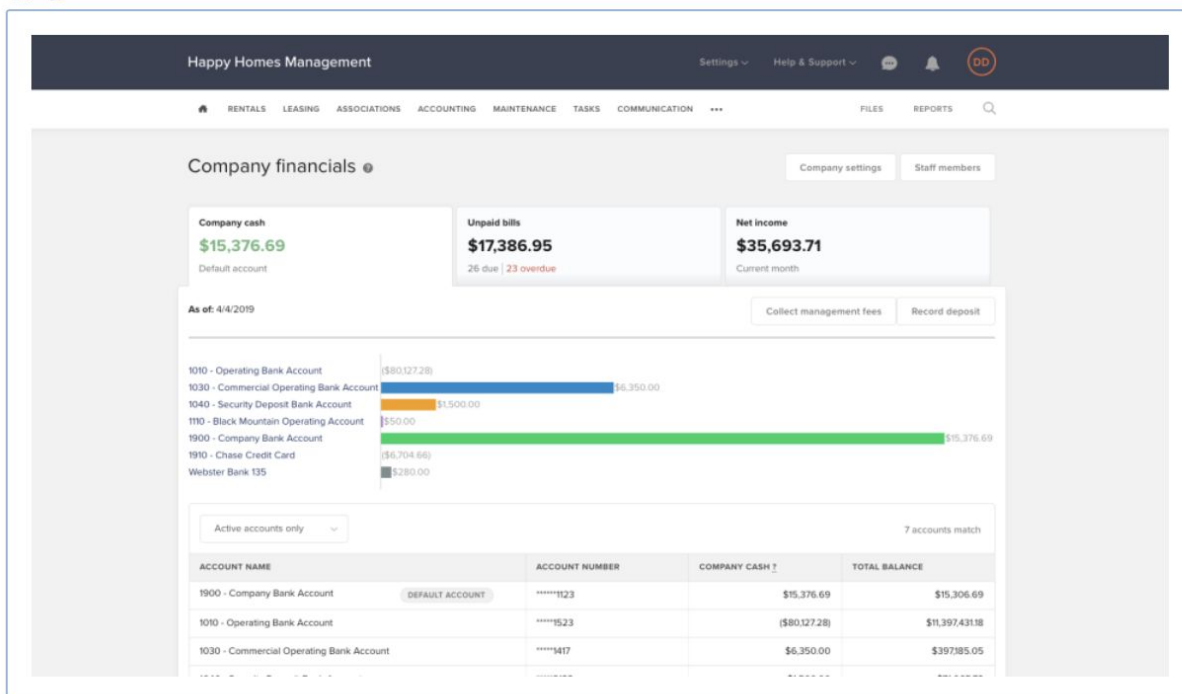 Happy Homes Management Settings Help & Support DD
RENTALS LEASING ASSOCIATIONS ACCOUNTING MAINTENANCE TASKS COMMUNICATION ••• FILES REPORTS
Company financials ?
Company settings Staff members
Company cash Unpaid bills Net income
$15,376.69 $17,386.95 $35,693.71
Default account 26 due | 23 overdue Current month
As of: 4/4/2019 Collect management fees Record deposit
1010 - Operating Bank Account ($80,127.28)
1030 - Commercial Operating Bank Account $6,350.00
1040 - Security Deposit Bank Account $1,500.00
1110 - Black Mountain Operating Account $50.00
1900 - Company Bank Account $15,376.69
1910 - Chase Credit Card ($6,704.66)
Webster Bank 135 $280.00
Active accounts only 7 accounts match
ACCOUNT NAME ACCOUNT NUMBER COMPANY CASH ? TOTAL BALANCE
1900 - Company Bank Account DEFAULT ACCOUNT ******1123 $15,376.69 $15,306.69
1010 - Operating Bank Account *****1523 ($80,127.28) $11,397,431.18
1030 - Commercial Operating Bank Account *****1417 $6,350.00 $397,185.05